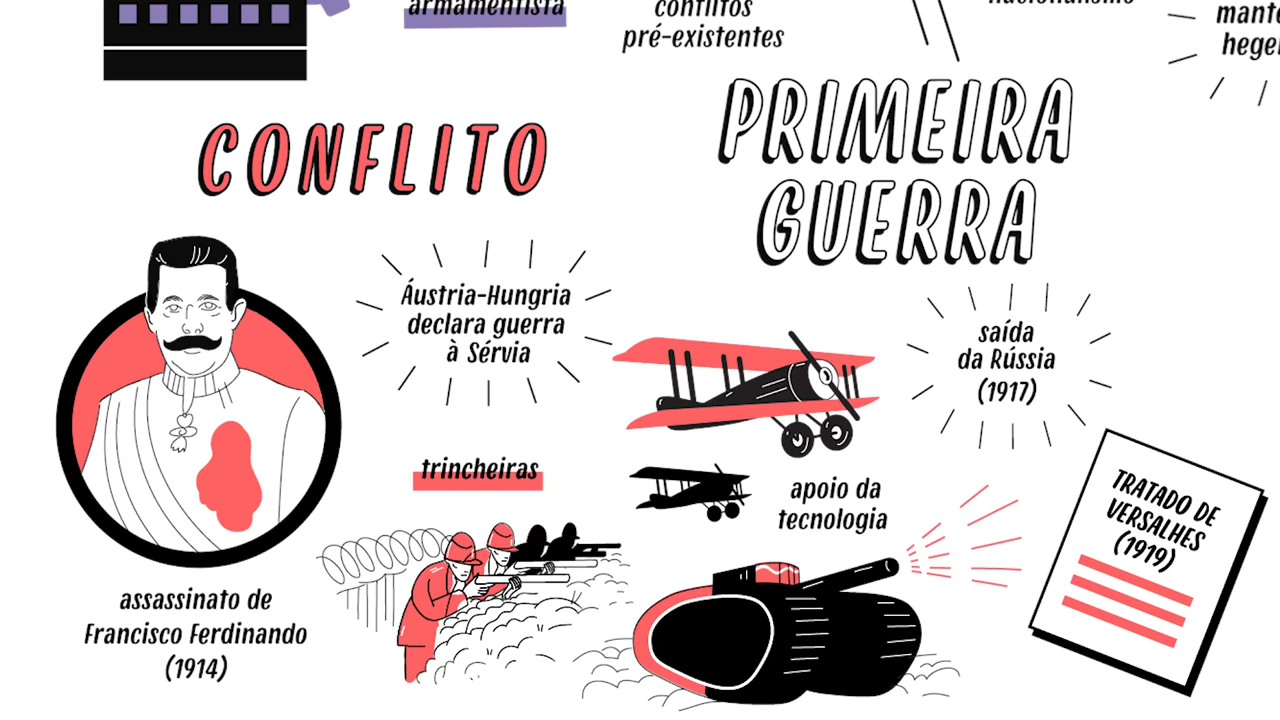 armamentista
conflitos
pré-existentes
nacionalismo
PRIMEIRA
GUERRA
CONFLITO
Áustria-Hungria
declara guerra
à Sérvia
saída
da Rússia
(1917)
trincheiras
apoio da
tecnologia
TRATADO DE
VERSALHES
(1919)
assassinato de
Francisco Ferdinando
(1914)